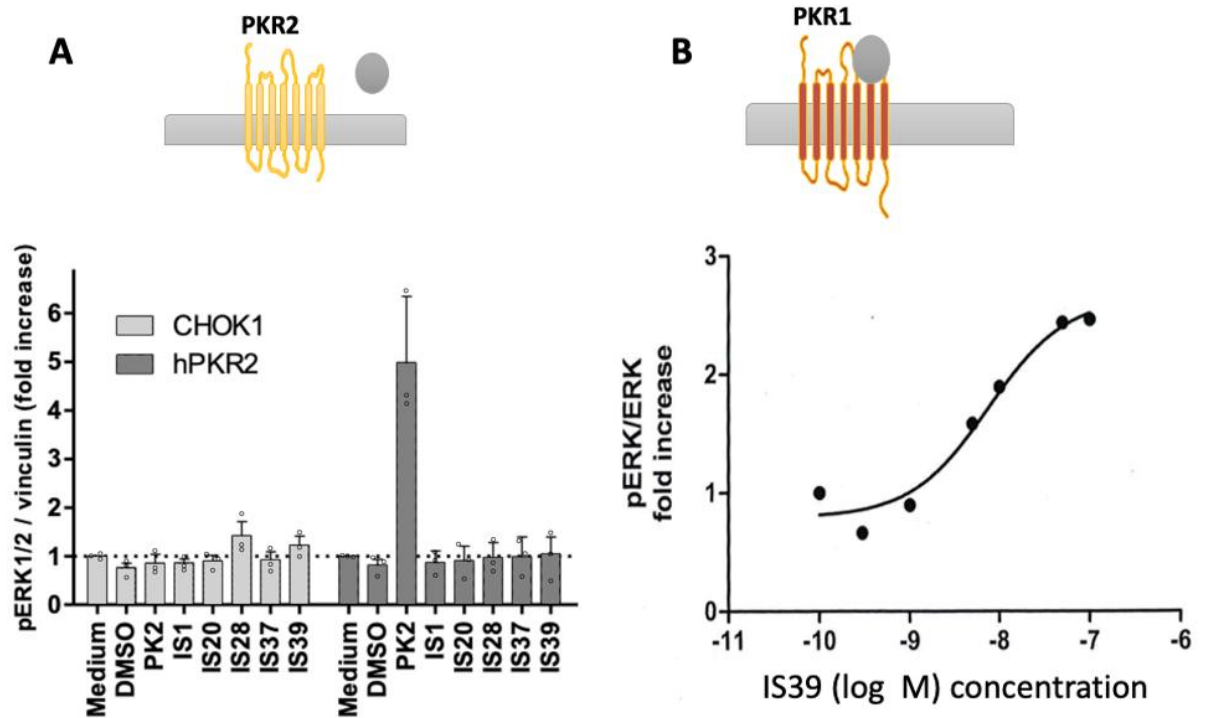 PKR2
A
pERK1/2 / vinculin (fold increase)
6
5
4
3
2
1
0
CHOK1
hPKR2
Medium
DMSO
PK2
IS1
IS20
IS28
IS37
IS39
Medium
DMSO
PK2
IS1
IS20
IS28
IS37
IS39
PKR1
B
pERK/ERK
fold increase
3
2
1
0
-11 -10 -9 -8 -7 -6
IS39 (log M) concentration